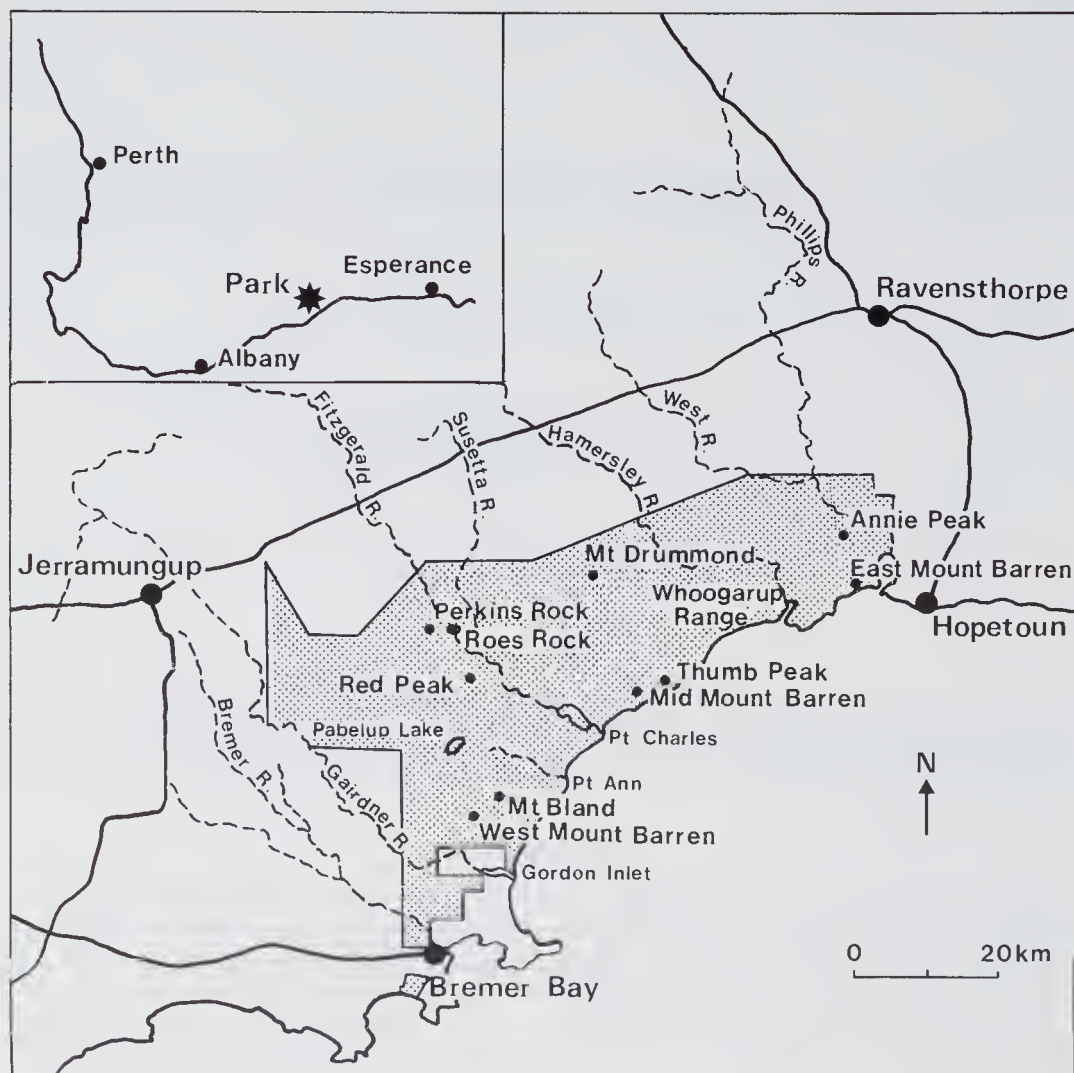 Perth
Park
Esperance
Albany
Phillips R.
Ravensthorpe
Fitzgerald R.
Susetta R.
Hamersley R.
West R.
Jerramungup
Annie Peak
Mt Drummond
East Mount Barren
Whoogarup
Range
Hopetoun
Perkins Rock
Roes Rock
Red Peak
Thumb Peak
Mid Mount Barren
Bremer R.
Pabelup Lake
Pt Charles
Gairdner R.
Pt Ann
N
Mt Bland
West Mount Barren
Gordon Inlet
0 20km
Bremer Bay